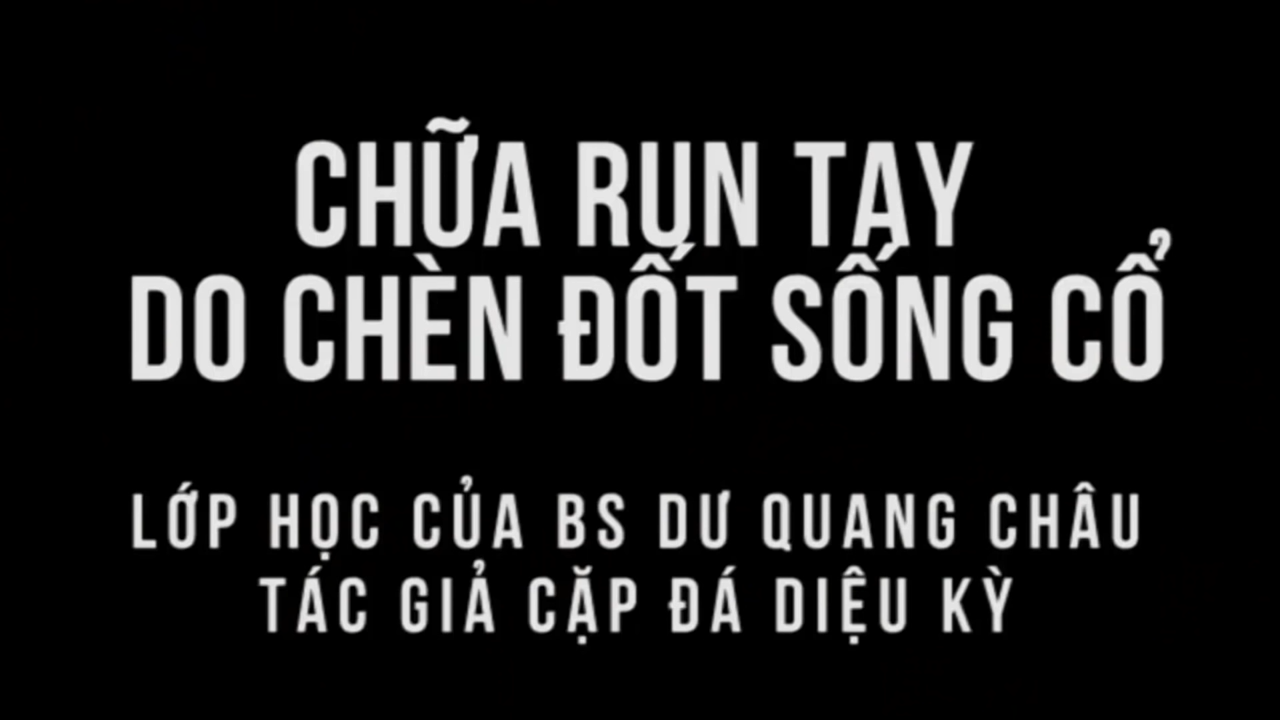 CHỮA RUN TAY
DO CHÈN ĐỐT SỐNG CỔ
LỚP HỌC CỦA BS DƯ QUANG CHÂU
TÁC GIẢ CẶP ĐÁ DIỆU KỲ